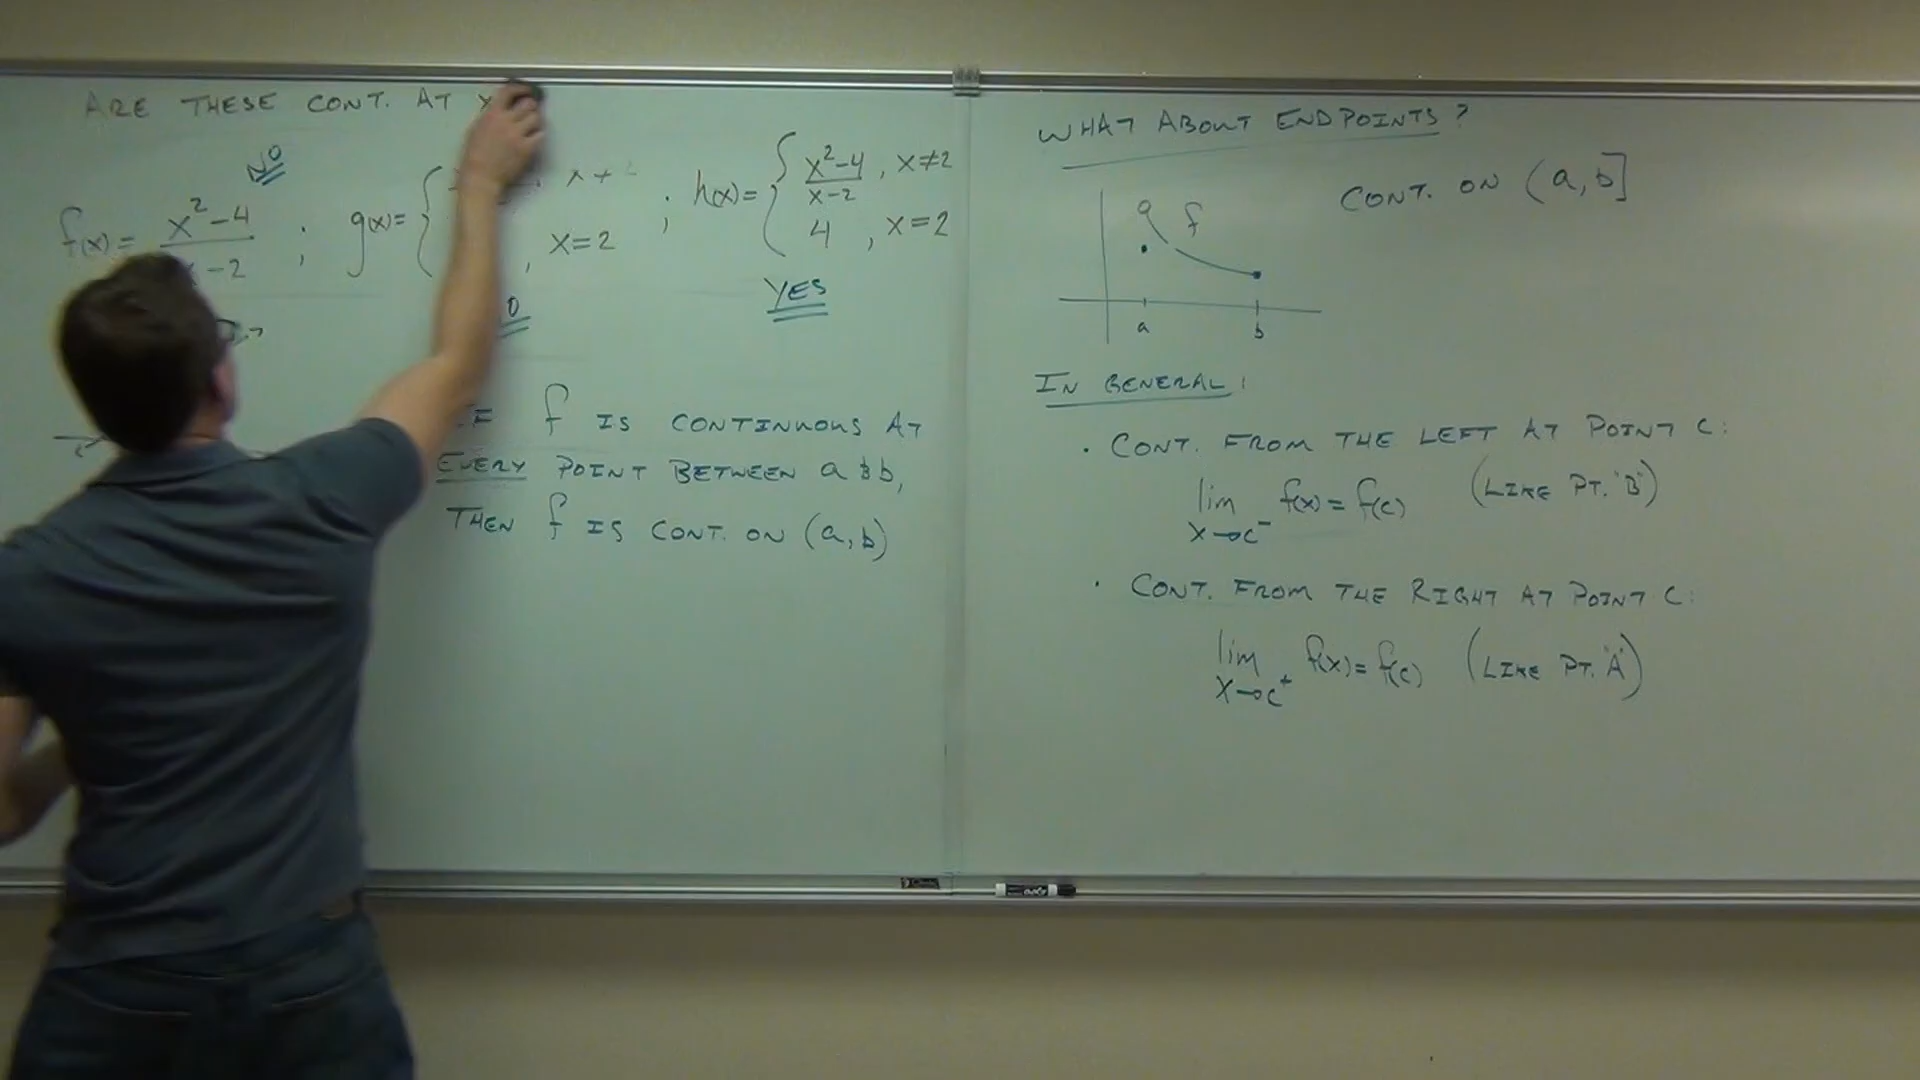 ARE THESE CONT. AT X
NO
f(x) = x²-4 / -2 ; g(x) = { , x ≠ ; h(x) = { x²-4 / x-2 , x≠2
, x=2
4 , x=2
YES
f IS CONTINUOUS AT
EVERY POINT BETWEEN a & b,
THEN f IS CONT. ON (a, b)
WHAT ABOUT ENDPOINTS?
CONT. ON (a, b]
f
a b
IN GENERAL:
• CONT. FROM THE LEFT AT POINT C:
lim x→c⁻ f(x) = f(c) (LIKE PT. "B")
• CONT. FROM THE RIGHT AT POINT C:
lim x→c⁺ f(x) = f(c) (LIKE PT. "A")